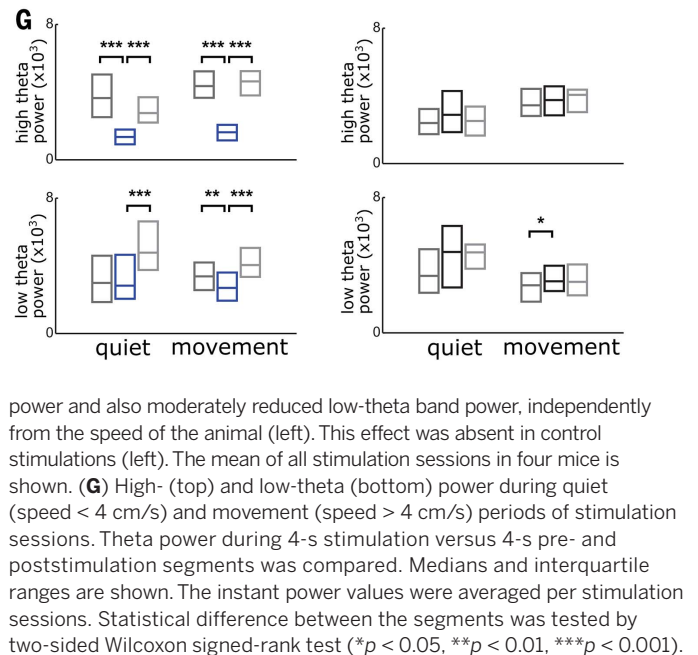 G
8
*** *** *** ***
high theta
power (x10³)
0
8
high theta
power (x10³)
0
8
*** ** ***
low theta
power (x10³)
0
quiet movement
8
*
low theta
power (x10³)
0
quiet movement
power and also moderately reduced low-theta band power, independently
from the speed of the animal (left). This effect was absent in control
stimulations (left). The mean of all stimulation sessions in four mice is
shown. (G) High- (top) and low-theta (bottom) power during quiet
(speed < 4 cm/s) and movement (speed > 4 cm/s) periods of stimulation
sessions. Theta power during 4-s stimulation versus 4-s pre- and
poststimulation segments was compared. Medians and interquartile
ranges are shown. The instant power values were averaged per stimulation
sessions. Statistical difference between the segments was tested by
two-sided Wilcoxon signed-rank test (*p < 0.05, **p < 0.01, ***p < 0.001).